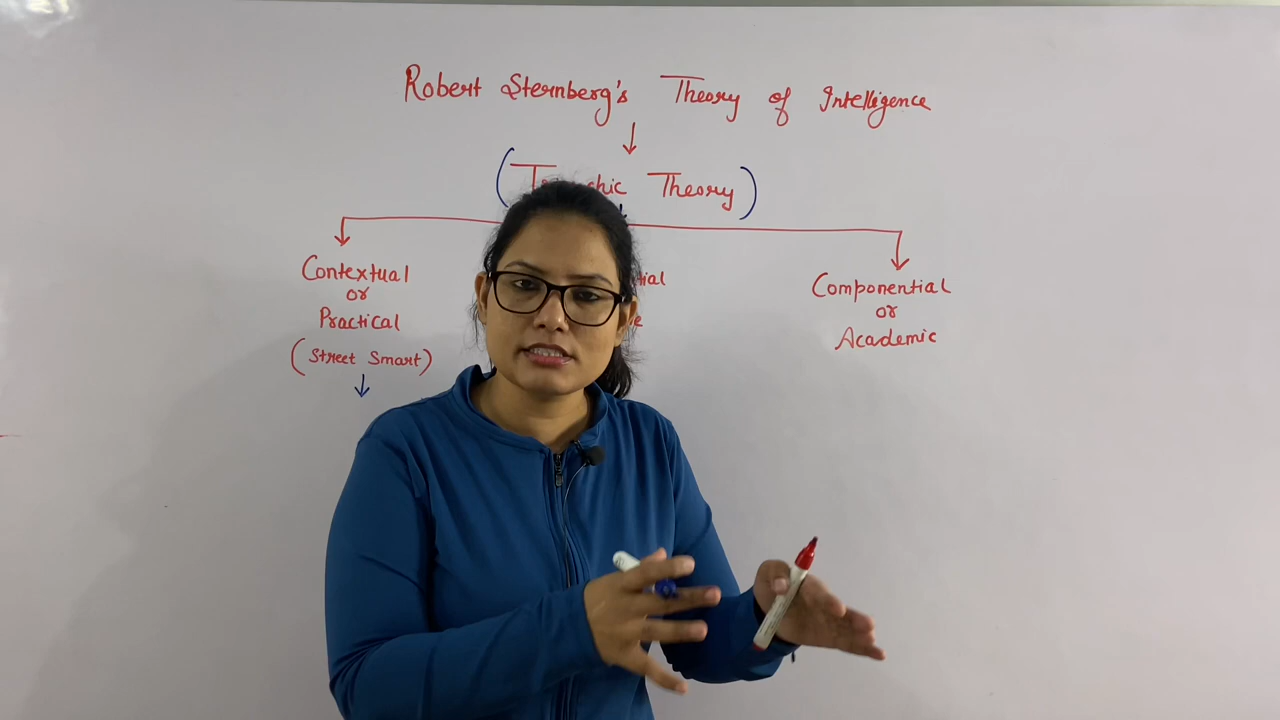 Robert Sternberg's Theory of Intelligence
Theory
Contextual
or
Practical
(Street Smart)
Componential
or
Academic